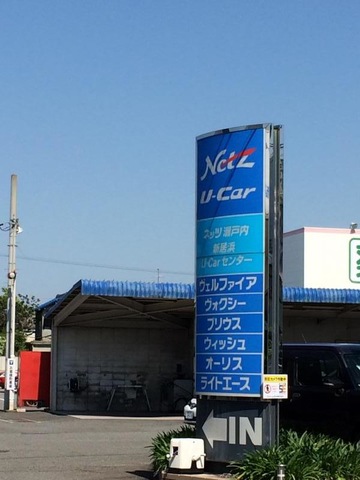 Netz
U-Car
ネッツ瀬戸内
新居浜
U-Carセンター
ヴェルファイア
ヴォクシー
プリウス
ウィッシュ
オーリス
ライトエース
IN